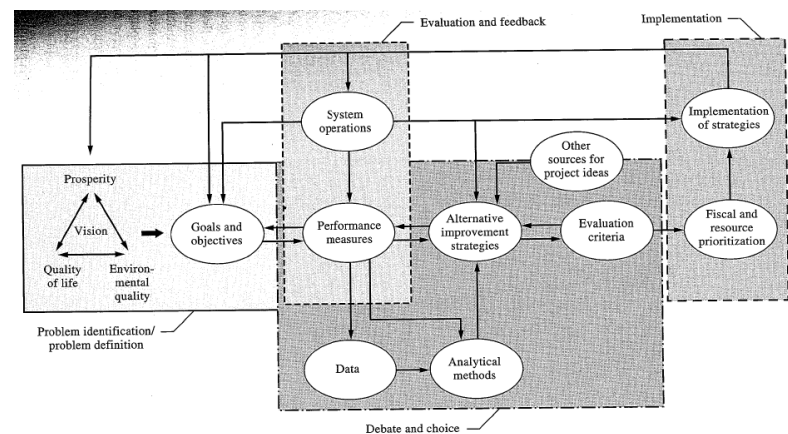 Evaluation and feedback
Implementation
System
operations
Implementation
of strategies
Other
sources for
project ideas
Prosperity
Vision
Quality
of life
Environ-
mental
quality
Goals and
objectives
Performance
measures
Alternative
improvement
strategies
Evaluation
criteria
Fiscal and
resource
prioritization
Problem identification/
problem definition
Data
Analytical
methods
Debate and choice